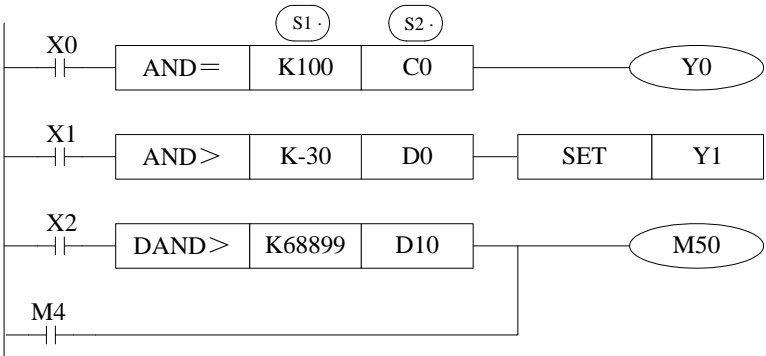 S1· S2·
X0
AND＝ K100 C0 Y0
X1
AND＞ K-30 D0 SET Y1
X2
DAND＞ K68899 D10 M50
M4